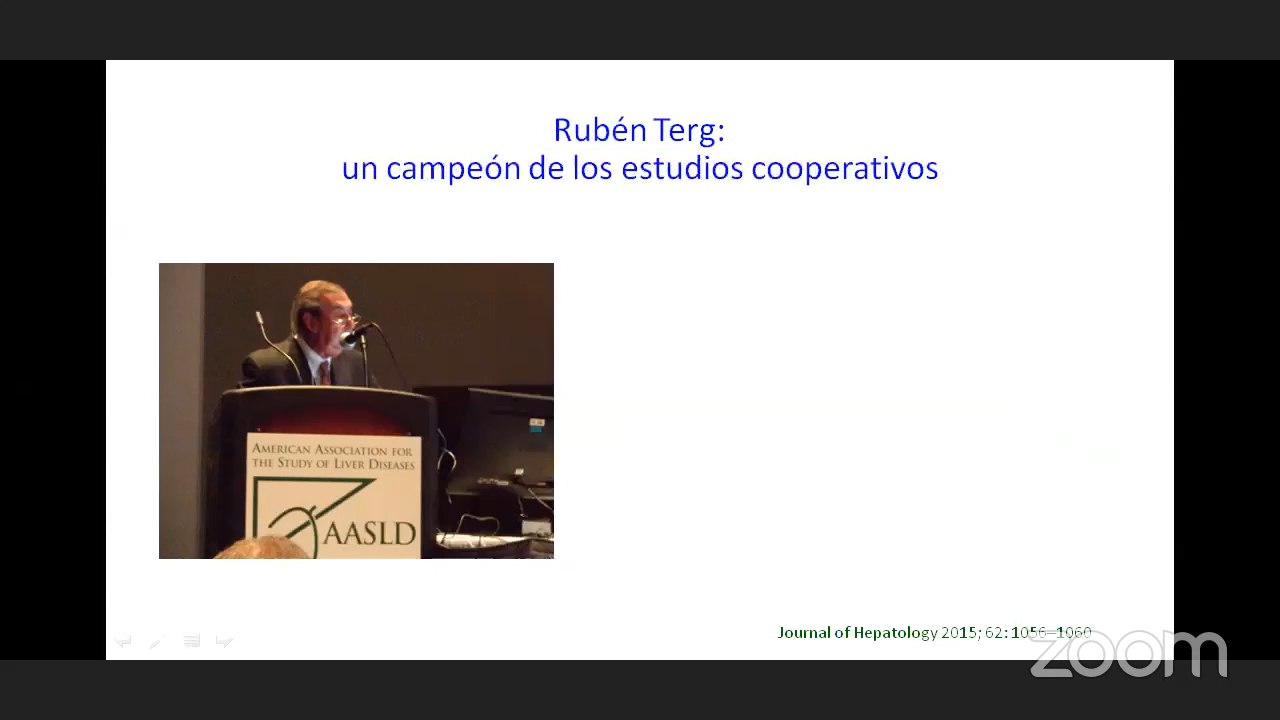 Rubén Terg:
un campeón de los estudios cooperativos
AMERICAN ASSOCIATION FOR
THE STUDY OF LIVER DISEASES
AASLD
Journal of Hepatology 2015; 62: 1056–1060
zoom